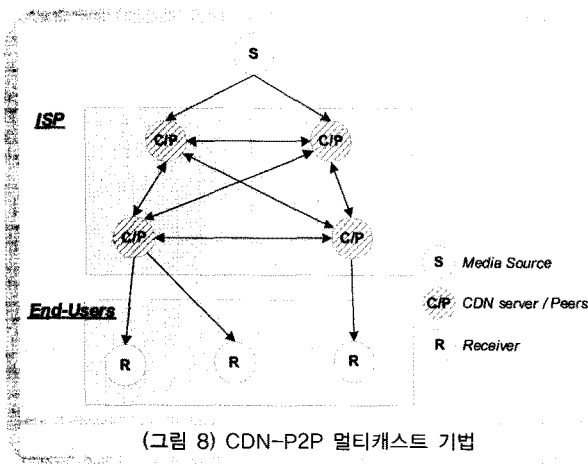 S
ISP
C/P
C/P
C/P
C/P
S Media Source
C/P CDN server / Peers
R Receiver
End-Users
R
R
R
(그림 8) CDN-P2P 멀티캐스트 기법